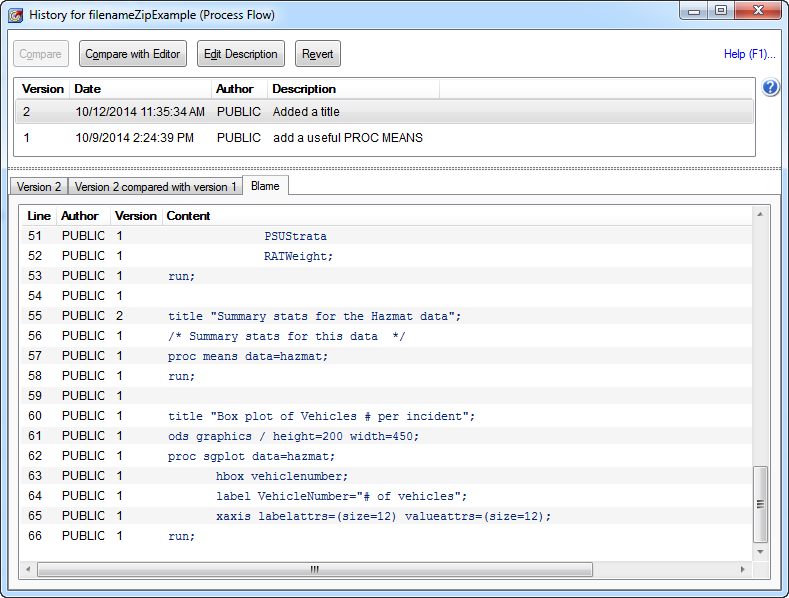 History for filenameZipExample (Process Flow)
Compare Compare with Editor Edit Description Revert Help (F1)...
Version Date Author Description
2 10/12/2014 11:35:34 AM PUBLIC Added a title
1 10/9/2014 2:24:39 PM PUBLIC add a useful PROC MEANS
Version 2 Version 2 compared with version 1 Blame
Line Author Version Content
51 PUBLIC 1 PSUStrata
52 PUBLIC 1 RATWeight;
53 PUBLIC 1 run;
54 PUBLIC 1
55 PUBLIC 2 title "Summary stats for the Hazmat data";
56 PUBLIC 1 /* Summary stats for this data */
57 PUBLIC 1 proc means data=hazmat;
58 PUBLIC 1 run;
59 PUBLIC 1
60 PUBLIC 1 title "Box plot of Vehicles # per incident";
61 PUBLIC 1 ods graphics / height=200 width=450;
62 PUBLIC 1 proc sgplot data=hazmat;
63 PUBLIC 1 hbox vehiclenumber;
64 PUBLIC 1 label VehicleNumber="# of vehicles";
65 PUBLIC 1 xaxis labelattrs=(size=12) valueattrs=(size=12);
66 PUBLIC 1 run;